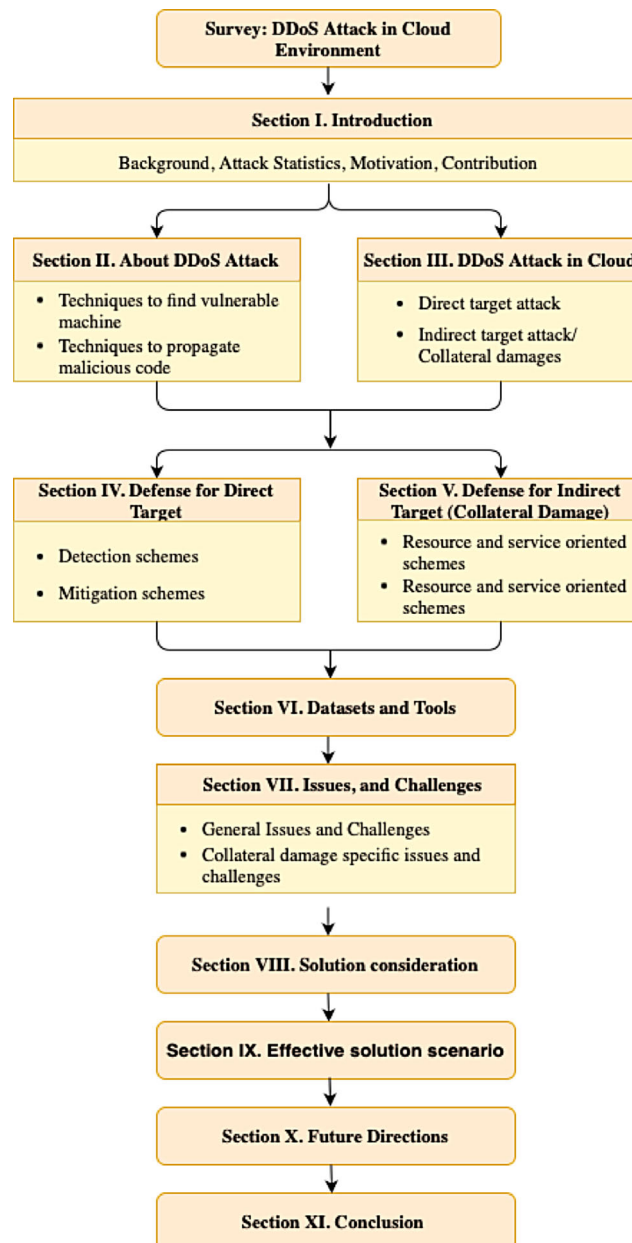 Survey: DDoS Attack in Cloud
Environment
Section I. Introduction
Background, Attack Statistics, Motivation, Contribution
Section II. About DDoS Attack
• Techniques to find vulnerable
machine
• Techniques to propagate
malicious code
Section III. DDoS Attack in Cloud
• Direct target attack
• Indirect target attack/
Collateral damages
Section IV. Defense for Direct
Target
• Detection schemes
• Mitigation schemes
Section V. Defense for Indirect
Target (Collateral Damage)
• Resource and service oriented
schemes
• Resource and service oriented
schemes
Section VI. Datasets and Tools
Section VII. Issues, and Challenges
• General Issues and Challenges
• Collateral damage specific issues and
challenges
Section VIII. Solution consideration
Section IX. Effective solution scenario
Section X. Future Directions
Section XI. Conclusion